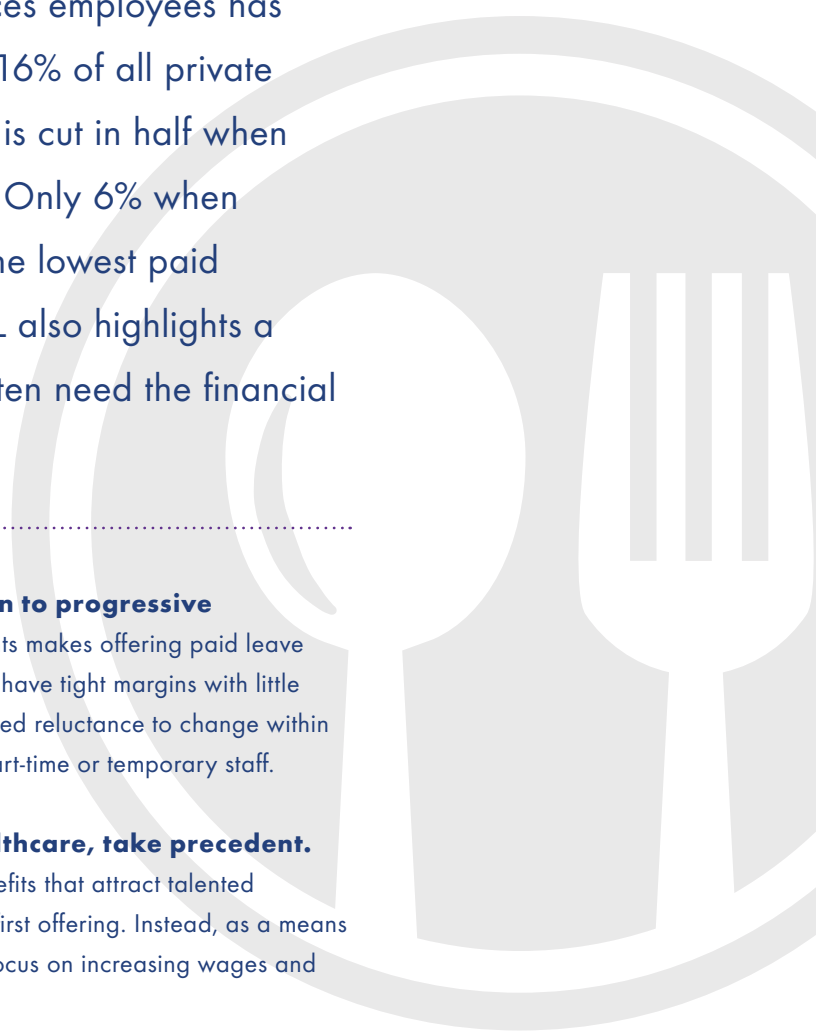 ces employees has
16% of all private
is cut in half when
Only 6% when
he lowest paid
L also highlights a
ten need the financial
n to progressive
ts makes offering paid leave
have tight margins with little
ed reluctance to change within
art-time or temporary staff.
lthcare, take precedent.
efits that attract talented
irst offering. Instead, as a means
ocus on increasing wages and